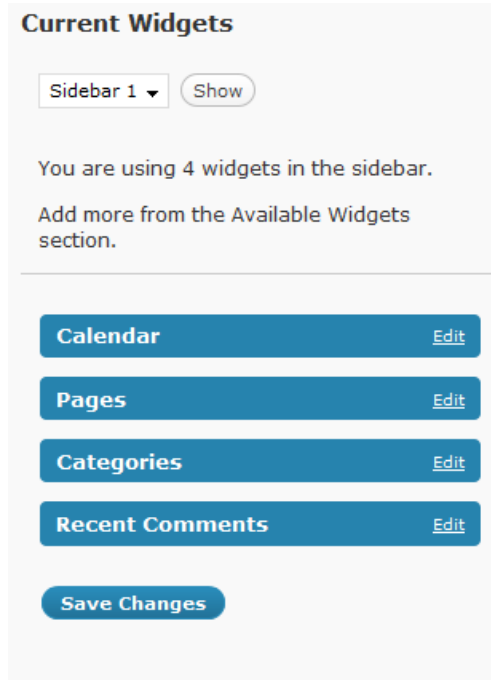 Current Widgets
Sidebar 1 Show
You are using 4 widgets in the sidebar.
Add more from the Available Widgets
section.
Calendar Edit
Pages Edit
Categories Edit
Recent Comments Edit
Save Changes